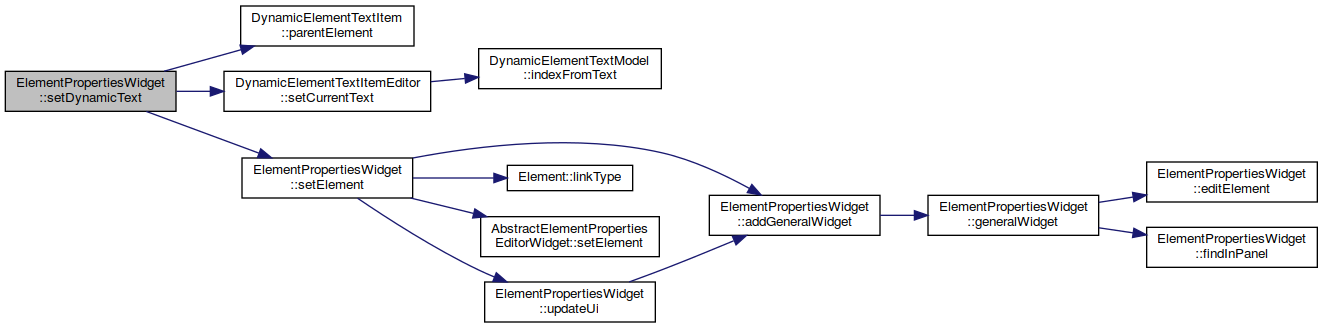 DynamicElementTextItem
::parentElement
DynamicElementTextModel
::indexFromText
ElementPropertiesWidget
::setDynamicText
DynamicElementTextItemEditor
::setCurrentText
ElementPropertiesWidget
::setElement
Element::linkType
ElementPropertiesWidget
::editElement
ElementPropertiesWidget
::addGeneralWidget
ElementPropertiesWidget
::generalWidget
AbstractElementProperties
EditorWidget::setElement
ElementPropertiesWidget
::findInPanel
ElementPropertiesWidget
::updateUi